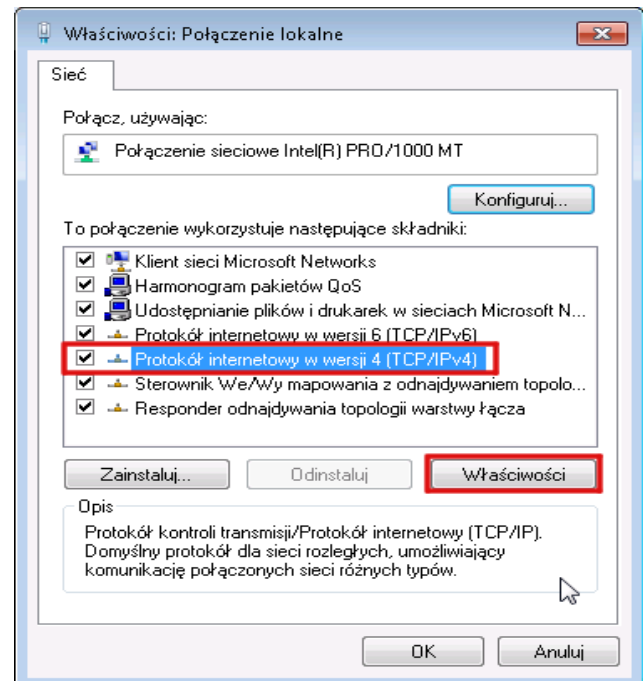 Właściwości: Połączenie lokalne
Sieć
Połącz, używając:
Połączenie sieciowe Intel(R) PRO/1000 MT
Konfiguruj...
To połączenie wykorzystuje następujące składniki:
Klient sieci Microsoft Networks
Harmonogram pakietów QoS
Udostępnianie plików i drukarek w sieciach Microsoft N...
Protokół internetowy w wersji 6 (TCP/IPv6)
Protokół internetowy w wersji 4 (TCP/IPv4)
Sterownik We/Wy mapowania z odnajdywaniem topolo...
Responder odnajdywania topologii warstwy łącza
Zainstaluj... Odinstaluj Właściwości
Opis
Protokół kontroli transmisji/Protokół internetowy (TCP/IP).
Domyślny protokół dla sieci rozległych, umożliwiający
komunikację połączonych sieci różnych typów.
OK Anuluj